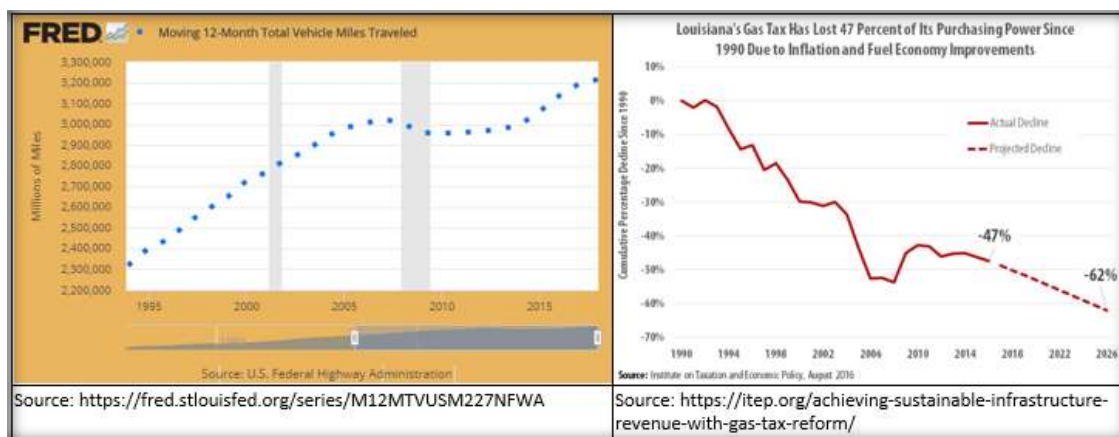 FRED
Moving 12-Month Total Vehicle Miles Traveled
3,300,000
3,200,000
3,100,000
3,000,000
2,900,000
2,800,000
2,700,000
2,600,000
2,500,000
2,400,000
2,300,000
2,200,000
Millions of Miles
1995
2000
2005
2010
2015
Source: U.S. Federal Highway Administration
Source: https://fred.stlouisfed.org/series/M12MTVUSM227NFWA
Louisiana's Gas Tax Has Lost 47 Percent of Its Purchasing Power Since
1990 Due to Inflation and Fuel Economy Improvements
10%
0%
-10%
-20%
-30%
-40%
-50%
-60%
-70%
Cumulative Percentage Decline Since 1990
Actual Decline
Projected Decline
-47%
-62%
1990
1994
1998
2002
2006
2010
2014
2018
2022
2026
Source: Institute on Taxation and Economic Policy, August 2016
Source: https://itep.org/achieving-sustainable-infrastructure-
revenue-with-gas-tax-reform/